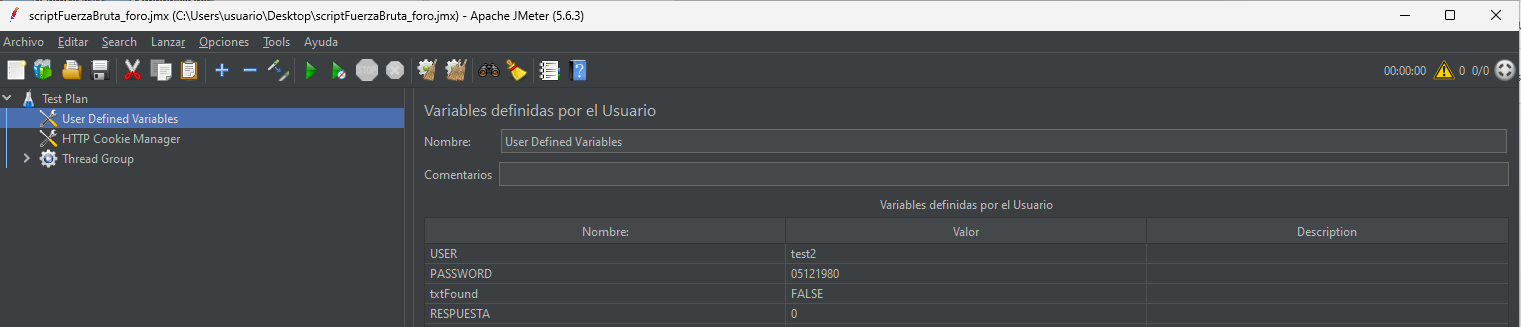 scriptFuerzaBruta_foro.jmx (C:\Users\usuario\Desktop\scriptFuerzaBruta_foro.jmx) - Apache JMeter (5.6.3)
Archivo Editar Search Lanzar Opciones Tools Ayuda
STOP 00:00:00 0 0/0
Test Plan
User Defined Variables
HTTP Cookie Manager
Thread Group
Variables definidas por el Usuario
Nombre: User Defined Variables
Comentarios
Variables definidas por el Usuario
Nombre: Valor Description
USER test2
PASSWORD 05121980
txtFound FALSE
RESPUESTA 0